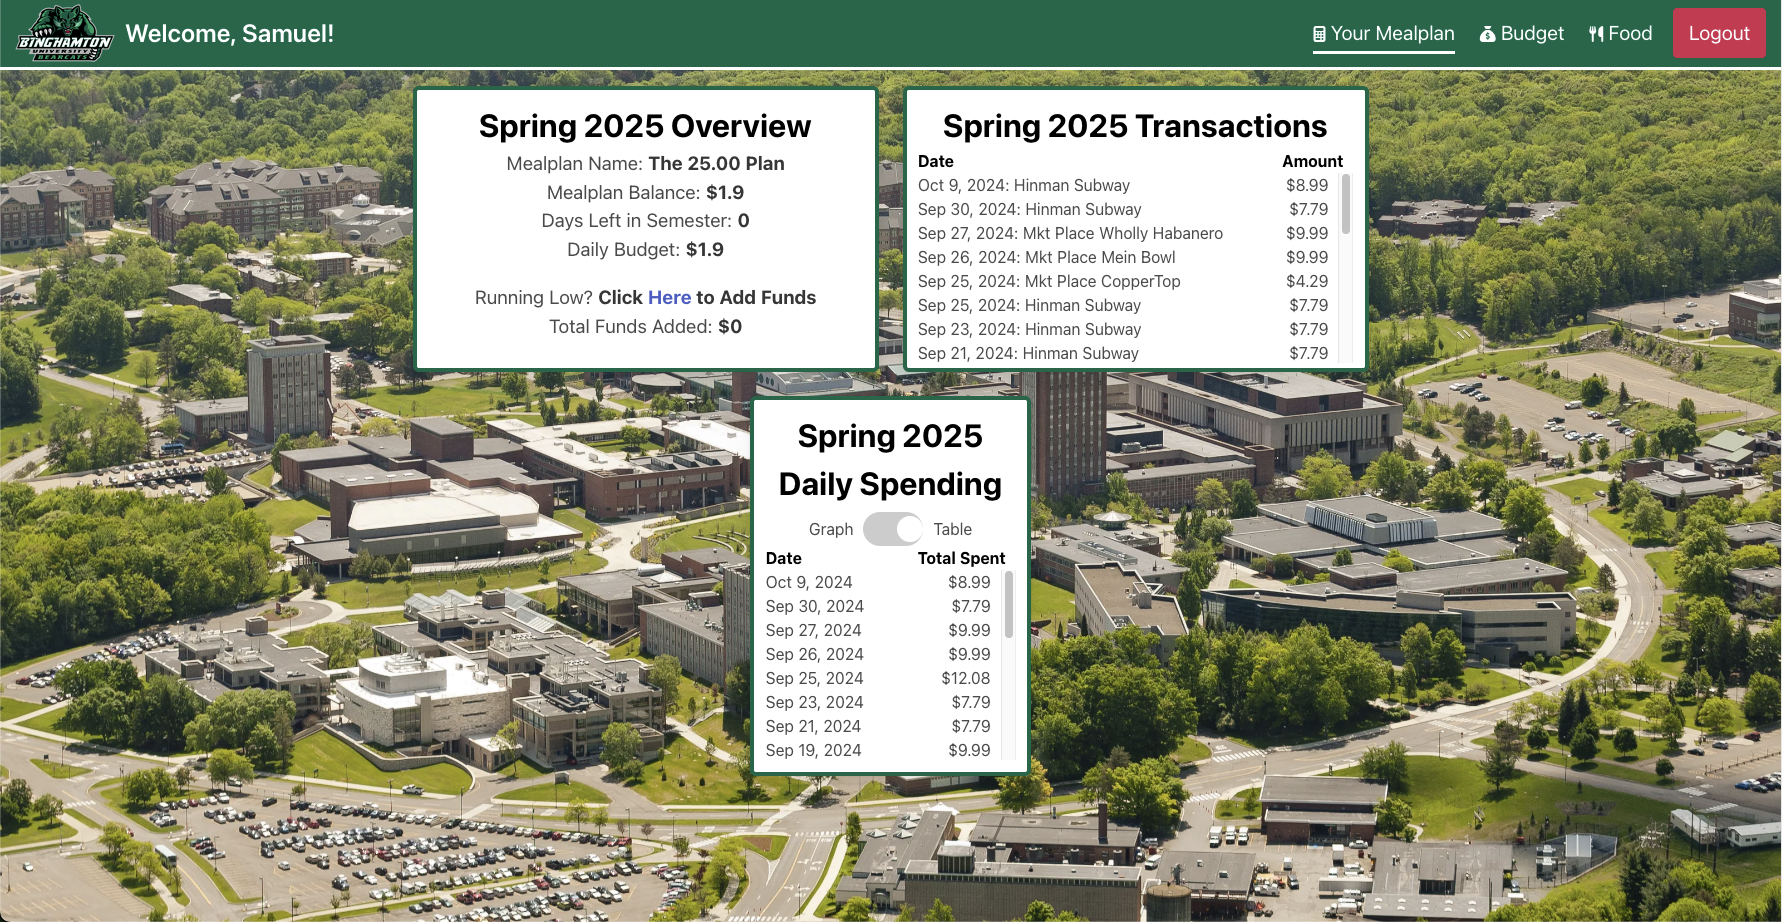 BINGHAMTON
UNIVERSITY
BEARCATS
Welcome, Samuel!
Your Mealplan
Budget
Food
Logout
Spring 2025 Overview
Mealplan Name: The 25.00 Plan
Mealplan Balance: $1.9
Days Left in Semester: 0
Daily Budget: $1.9
Running Low? Click Here to Add Funds
Total Funds Added: $0
Spring 2025 Transactions
Date Amount
Oct 9, 2024: Hinman Subway $8.99
Sep 30, 2024: Hinman Subway $7.79
Sep 27, 2024: Mkt Place Wholly Habanero $9.99
Sep 26, 2024: Mkt Place Mein Bowl $9.99
Sep 25, 2024: Mkt Place CopperTop $4.29
Sep 25, 2024: Hinman Subway $7.79
Sep 23, 2024: Hinman Subway $7.79
Sep 21, 2024: Hinman Subway $7.79
Spring 2025
Daily Spending
Graph Table
Date Total Spent
Oct 9, 2024 $8.99
Sep 30, 2024 $7.79
Sep 27, 2024 $9.99
Sep 26, 2024 $9.99
Sep 25, 2024 $12.08
Sep 23, 2024 $7.79
Sep 21, 2024 $7.79
Sep 19, 2024 $9.99